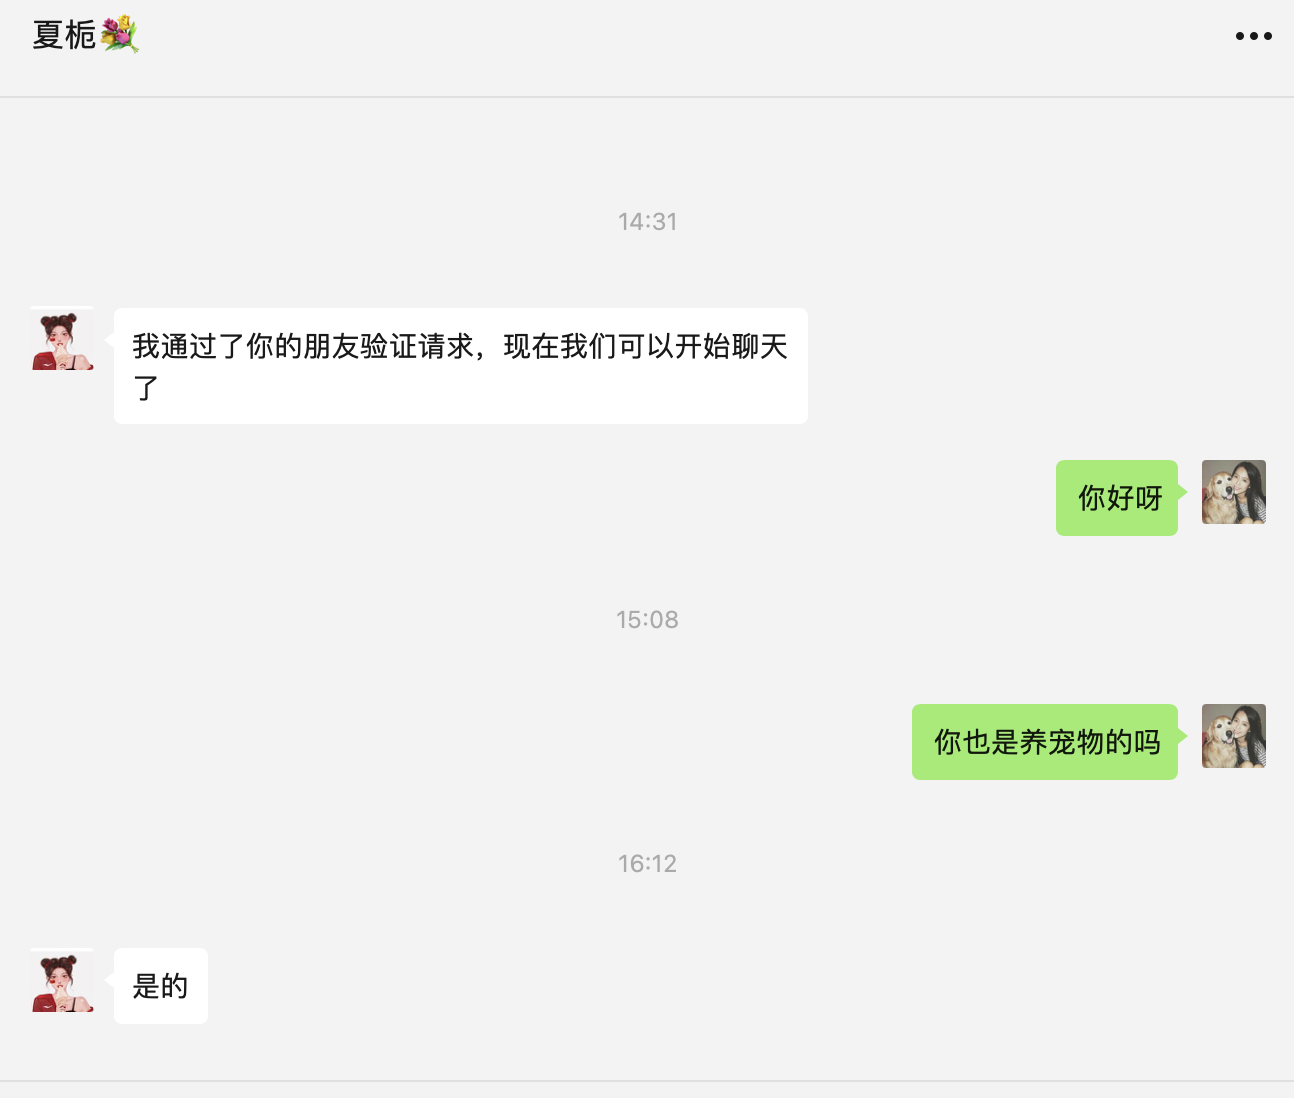 夏栀💐
14:31
我通过了你的朋友验证请求，现在我们可以开始聊天
了
你好呀
15:08
你也是养宠物的吗
16:12
是的